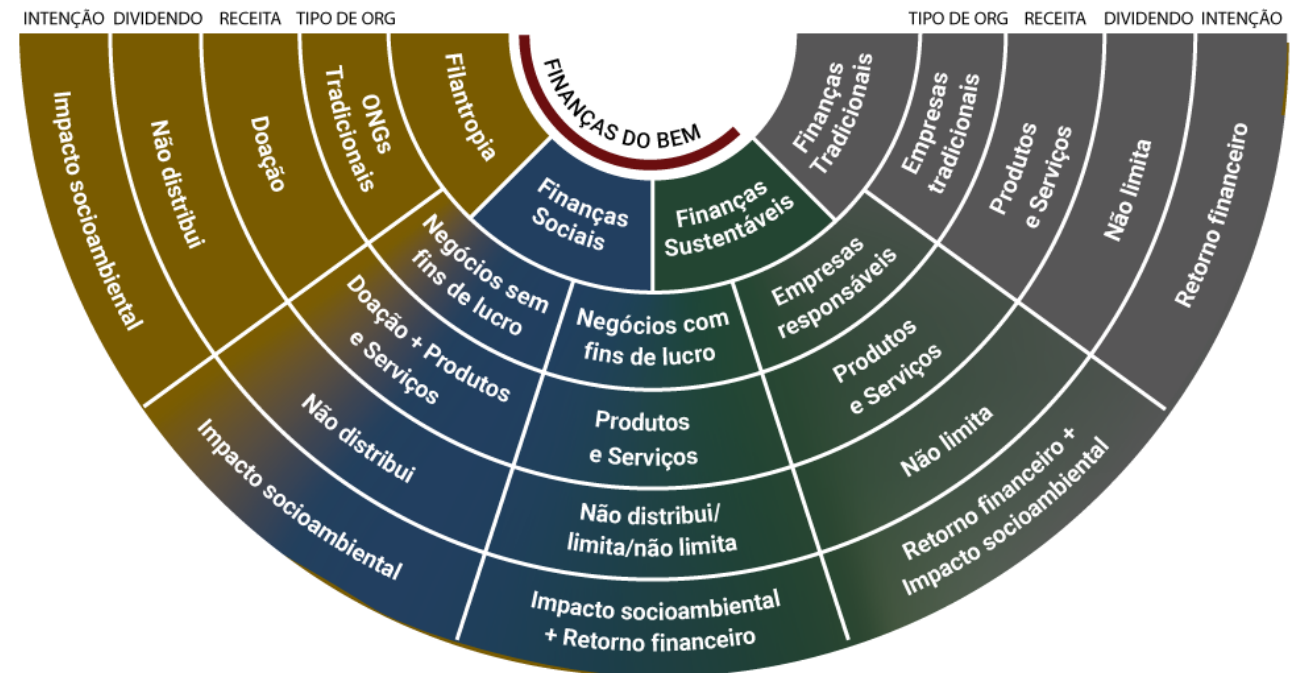 INTENÇÃO DIVIDENDO RECEITA TIPO DE ORG
TIPO DE ORG RECEITA DIVIDENDO INTENÇÃO
FINANÇAS DO BEM
Filantropia
ONGs
Tradicionais
Doação
Não distribui
Impacto socioambiental
Finanças
Sociais
Negócios sem
fins de lucro
Doação + Produtos
e Serviços
Não distribui
Impacto socioambiental
Negócios com
fins de lucro
Produtos
e Serviços
Não distribui/
limita/não limita
Impacto socioambiental
+ Retorno financeiro
Finanças
Sustentáveis
Empresas
responsáveis
Produtos
e Serviços
Não limita
Retorno financeiro +
Impacto socioambiental
Finanças
Tradicionais
Empresas
tradicionais
Produtos
e Serviços
Não limita
Retorno financeiro